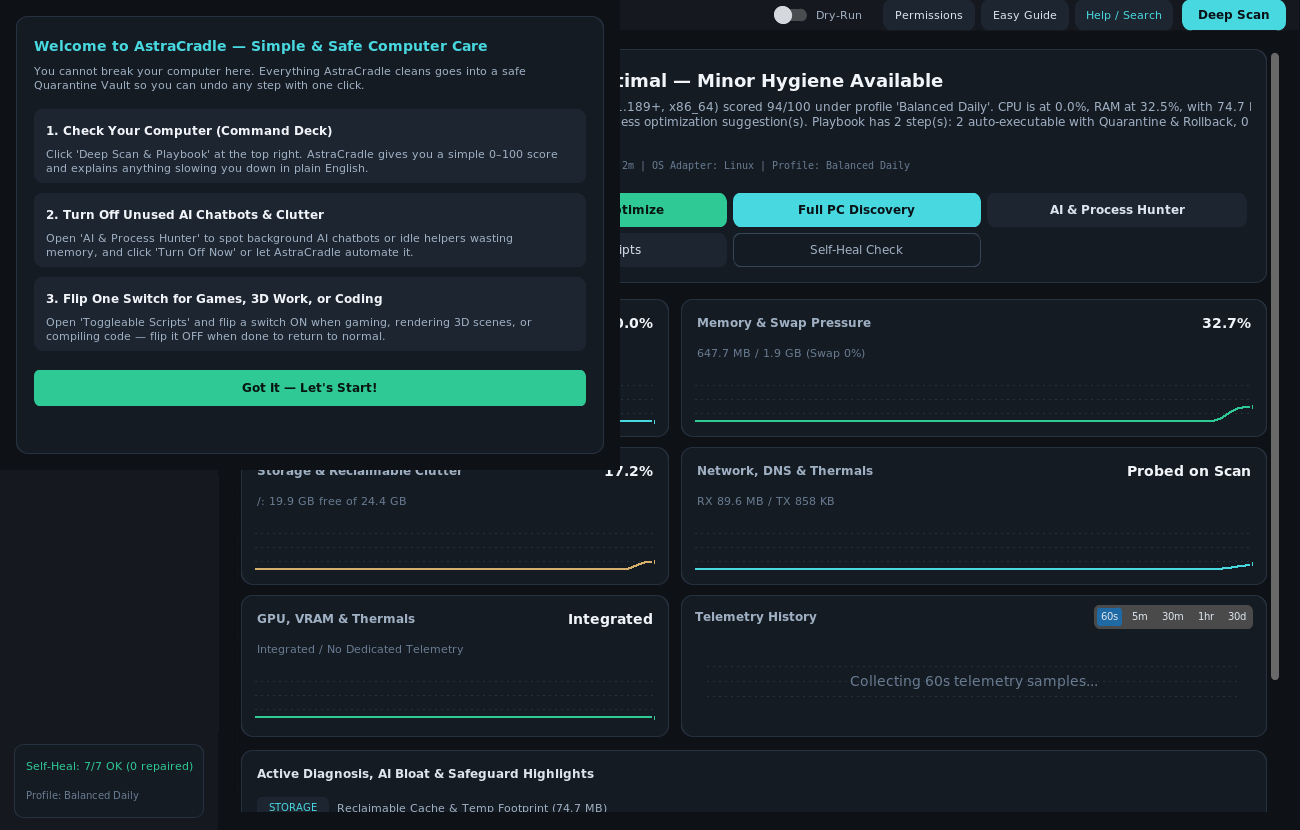 Dry-Run
Permissions
Easy Guide
Help / Search
Deep Scan
Welcome to AstraCradle — Simple & Safe Computer Care
You cannot break your computer here. Everything AstraCradle cleans goes into a safe
Quarantine Vault so you can undo any step with one click.
1. Check Your Computer (Command Deck)
Click 'Deep Scan & Playbook' at the top right. AstraCradle gives you a simple 0–100 score
and explains anything slowing you down in plain English.
2. Turn Off Unused AI Chatbots & Clutter
Open 'AI & Process Hunter' to spot background AI chatbots or idle helpers wasting
memory, and click 'Turn Off Now' or let AstraCradle automate it.
3. Flip One Switch for Games, 3D Work, or Coding
Open 'Toggleable Scripts' and flip a switch ON when gaming, rendering 3D scenes, or
compiling code — flip it OFF when done to return to normal.
Got It — Let's Start!
— Minor Hygiene Available
.189+, x86_64) scored 94/100 under profile 'Balanced Daily'. CPU is at 0.0%, RAM at 32.5%, with 74.7
optimization suggestion(s). Playbook has 2 step(s): 2 auto-executable with Quarantine & Rollback, 0
2m | OS Adapter: Linux | Profile: Balanced Daily
Full PC Discovery
AI & Process Hunter
Self-Heal Check
.0%
Memory & Swap Pressure
32.7%
647.7 MB / 1.9 GB (Swap 0%)
Storage & Reclaimable Clutter
17.2%
/: 19.9 GB free of 24.4 GB
Network, DNS & Thermals
Probed on Scan
RX 89.6 MB / TX 858 KB
GPU, VRAM & Thermals
Integrated
Integrated / No Dedicated Telemetry
Telemetry History
60s 5m 30m 1hr 30d
Collecting 60s telemetry samples...
Self-Heal: 7/7 OK (0 repaired)
Profile: Balanced Daily
Active Diagnosis, AI Bloat & Safeguard Highlights
STORAGE
Reclaimable Cache & Temp Footprint (74.7 MB)